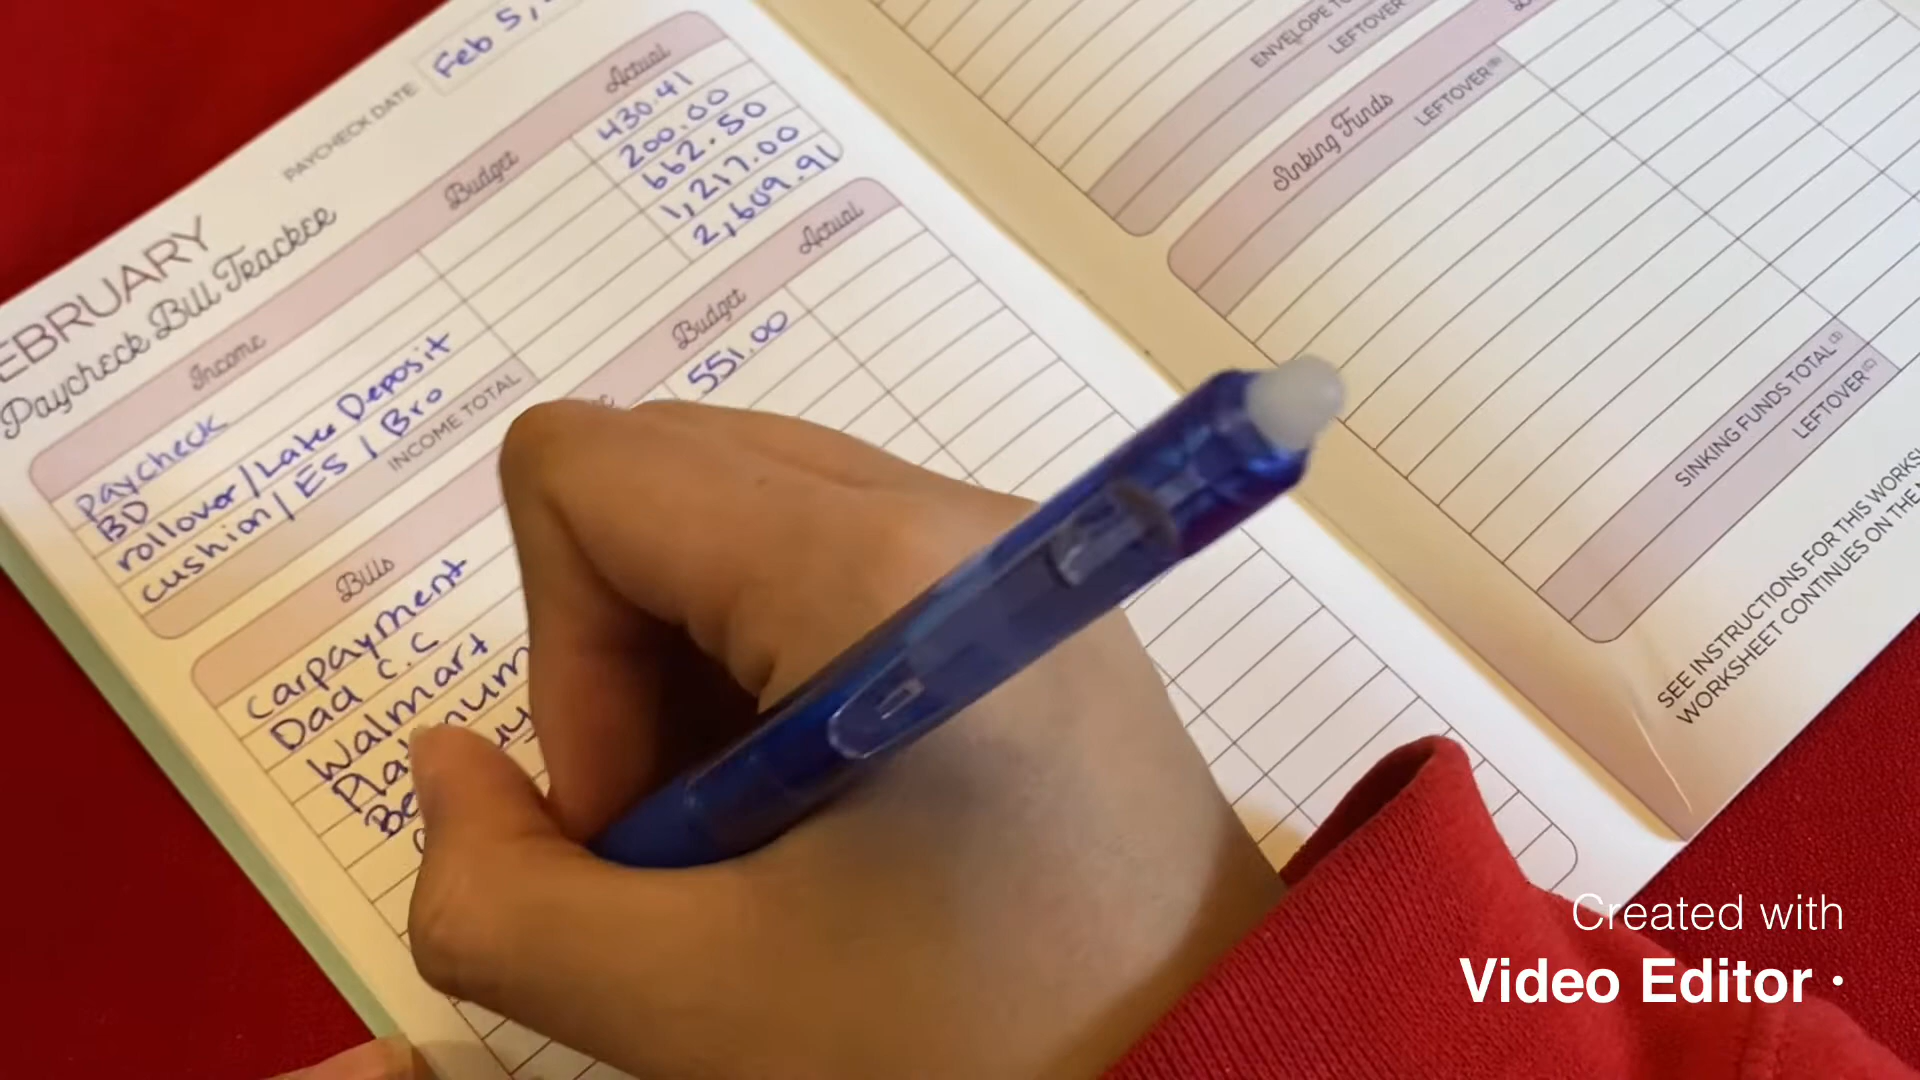 PAYCHECK DATE Feb 5,
FEBRUARY
Paycheck Bill Tracker
Income Budget Actual
paycheck 430.41
BD 200.00
rollover/Late Deposit 662.50
cushion/ES/Bro 1,217.00
INCOME TOTAL 2,609.91
Bills Budget Actual
carpayment 551.00
Dad C.C
Walmart
ENVELOPE
LEFTOVER
Sinking Funds
LEFTOVER(B)
SINKING FUNDS TOTAL(3)
LEFTOVER(C)
SEE INSTRUCTIONS FOR THIS
WORKSHEET CONTINUES ON THE
Created with
Video Editor ·